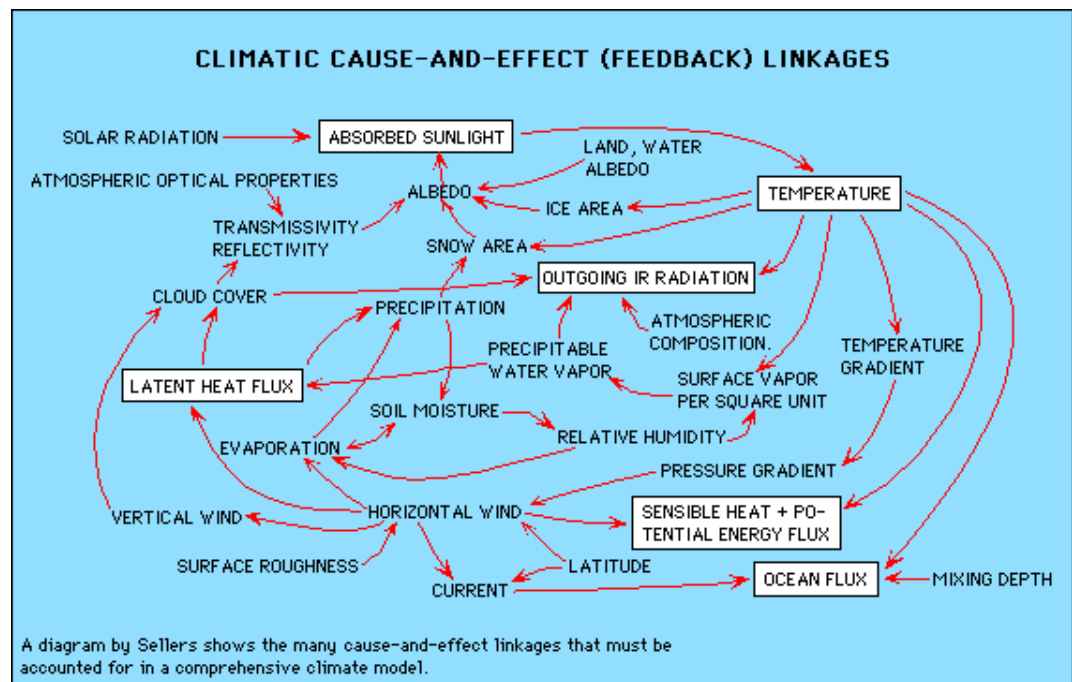 CLIMATIC CAUSE-AND-EFFECT (FEEDBACK) LINKAGES
SOLAR RADIATION
ABSORBED SUNLIGHT
LAND, WATER
ALBEDO
ATMOSPHERIC OPTICAL PROPERTIES
ALBEDO
TEMPERATURE
ICE AREA
TRANSMISSIVITY
REFLECTIVITY
SNOW AREA
OUTGOING IR RADIATION
CLOUD COVER
PRECIPITATION
ATMOSPHERIC
COMPOSITION.
PRECIPITABLE
WATER VAPOR
TEMPERATURE
GRADIENT
LATENT HEAT FLUX
SURFACE VAPOR
PER SQUARE UNIT
SOIL MOISTURE
RELATIVE HUMIDITY
EVAPORATION
PRESSURE GRADIENT
VERTICAL WIND
HORIZONTAL WIND
SENSIBLE HEAT + PO-
TENTIAL ENERGY FLUX
SURFACE ROUGHNESS
LATITUDE
CURRENT
OCEAN FLUX
MIXING DEPTH
A diagram by Sellers shows the many cause-and-effect linkages that must be
accounted for in a comprehensive climate model.